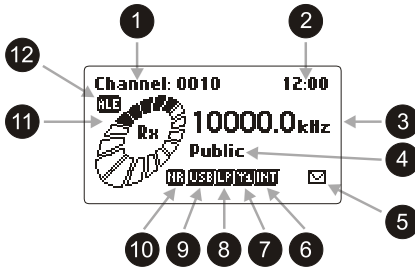 1 2
12
Channel: 0010 12:00
ALE
11 Rx 10000.0kHz 3
Public 4
NR USB LP Y1 INT
5
10 9 8 7 6